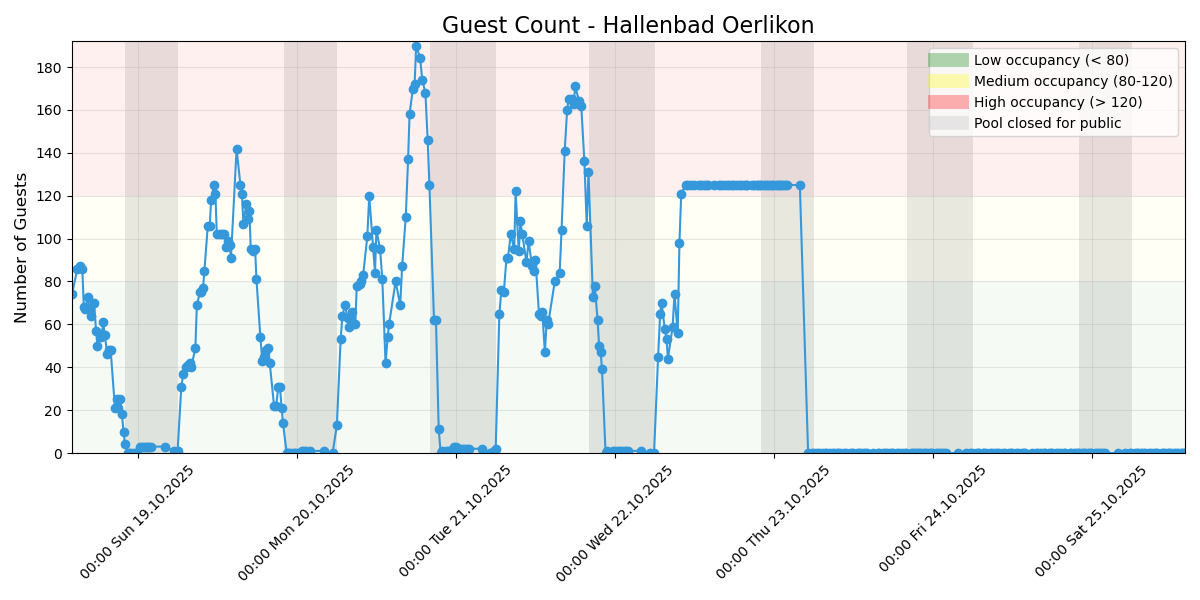 Guest Count - Hallenbad Oerlikon
Number of Guests
180
160
140
120
100
80
60
40
20
0
Low occupancy (< 80)
Medium occupancy (80-120)
High occupancy (> 120)
Pool closed for public
00:00 Sun 19.10.2025
00:00 Mon 20.10.2025
00:00 Tue 21.10.2025
00:00 Wed 22.10.2025
00:00 Thu 23.10.2025
00:00 Fri 24.10.2025
00:00 Sat 25.10.2025